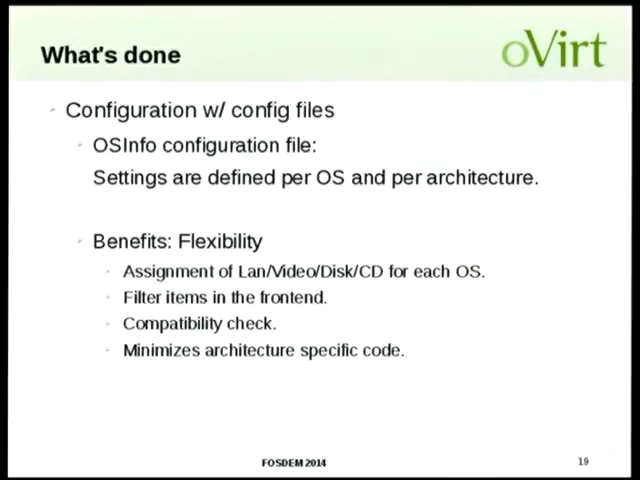 What's done
oVirt
Configuration w/ config files
OSInfo configuration file:
Settings are defined per OS and per architecture.
Benefits: Flexibility
Assignment of Lan/Video/Disk/CD for each OS.
Filter items in the frontend.
Compatibility check.
Minimizes architecture specific code.
FOSDEM 2014
19